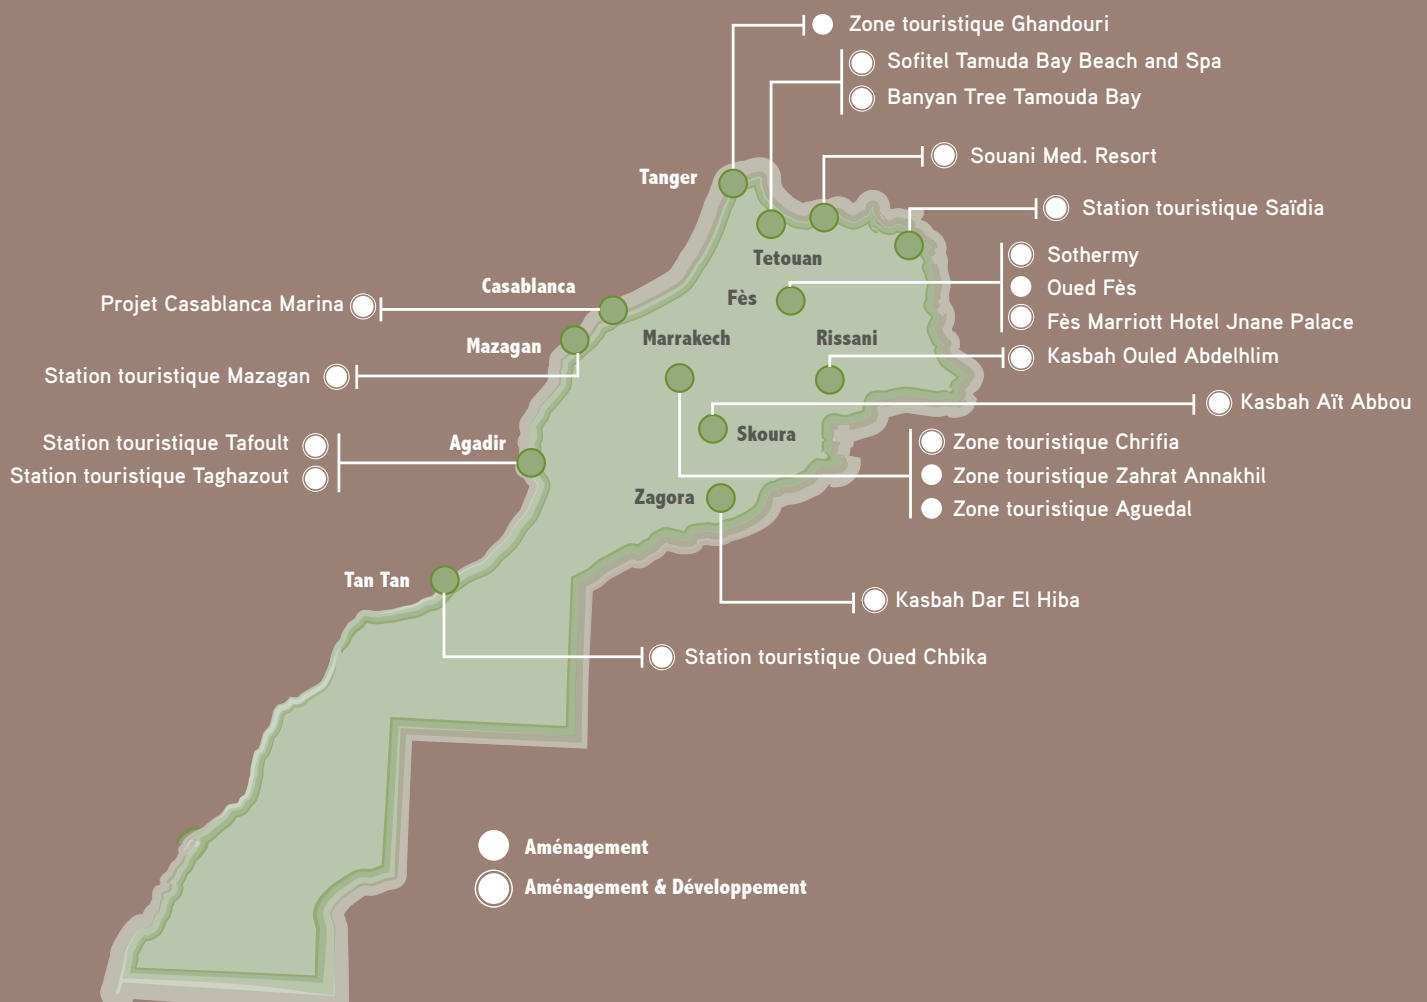 Zone touristique Ghandouri
Sofitel Tamuda Bay Beach and Spa
Banyan Tree Tamouda Bay
Souani Med. Resort
Tanger
Station touristique Saïdia
Tetouan
Sothermy
Casablanca
Oued Fès
Fès
Projet Casablanca Marina
Fès Marriott Hotel Jnane Palace
Marrakech
Rissani
Mazagan
Kasbah Ouled Abdelhlim
Station touristique Mazagan
Kasbah Aït Abbou
Skoura
Station touristique Tafoult
Agadir
Zone touristique Chrifia
Station touristique Taghazout
Zone touristique Zahrat Annakhil
Zagora
Zone touristique Aguedal
Tan Tan
Kasbah Dar El Hiba
Station touristique Oued Chbika
Aménagement
Aménagement & Développement